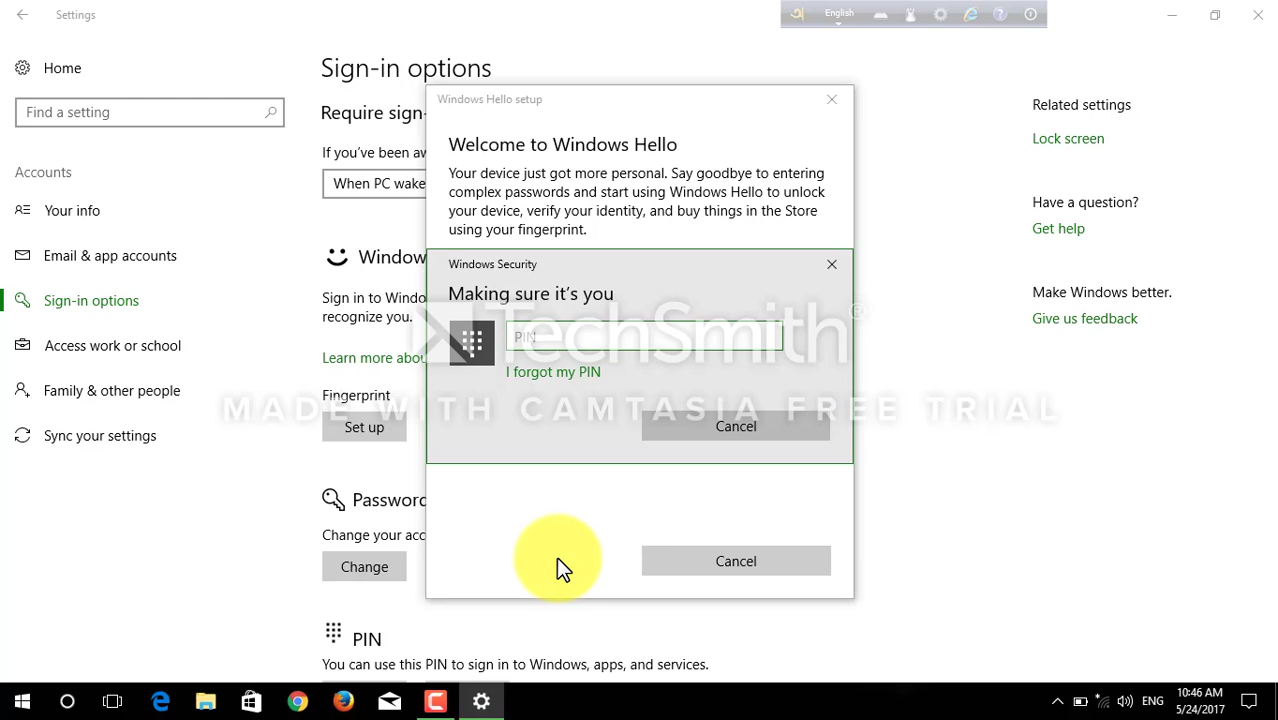 Settings
English
Home
Find a setting
Accounts
Your info
Email & app accounts
Sign-in options
Access work or school
Family & other people
Sync your settings
Sign-in options
Require sign-
If you've been aw
When PC wake
Window
Sign in to Windo
recognize you.
Learn more abou
Fingerprint
Set up
Password
Change your acc
Change
PIN
You can use this PIN to sign in to Windows, apps, and services.
Windows Hello setup
Welcome to Windows Hello
Your device just got more personal. Say goodbye to entering
complex passwords and start using Windows Hello to unlock
your device, verify your identity, and buy things in the Store
using your fingerprint.
Windows Security
Making sure it's you
PIN
I forgot my PIN
Cancel
Cancel
Related settings
Lock screen
Have a question?
Get help
Make Windows better.
Give us feedback
TechSmith®
MADE WITH CAMTASIA FREE TRIAL
ENG
10:46 AM
5/24/2017